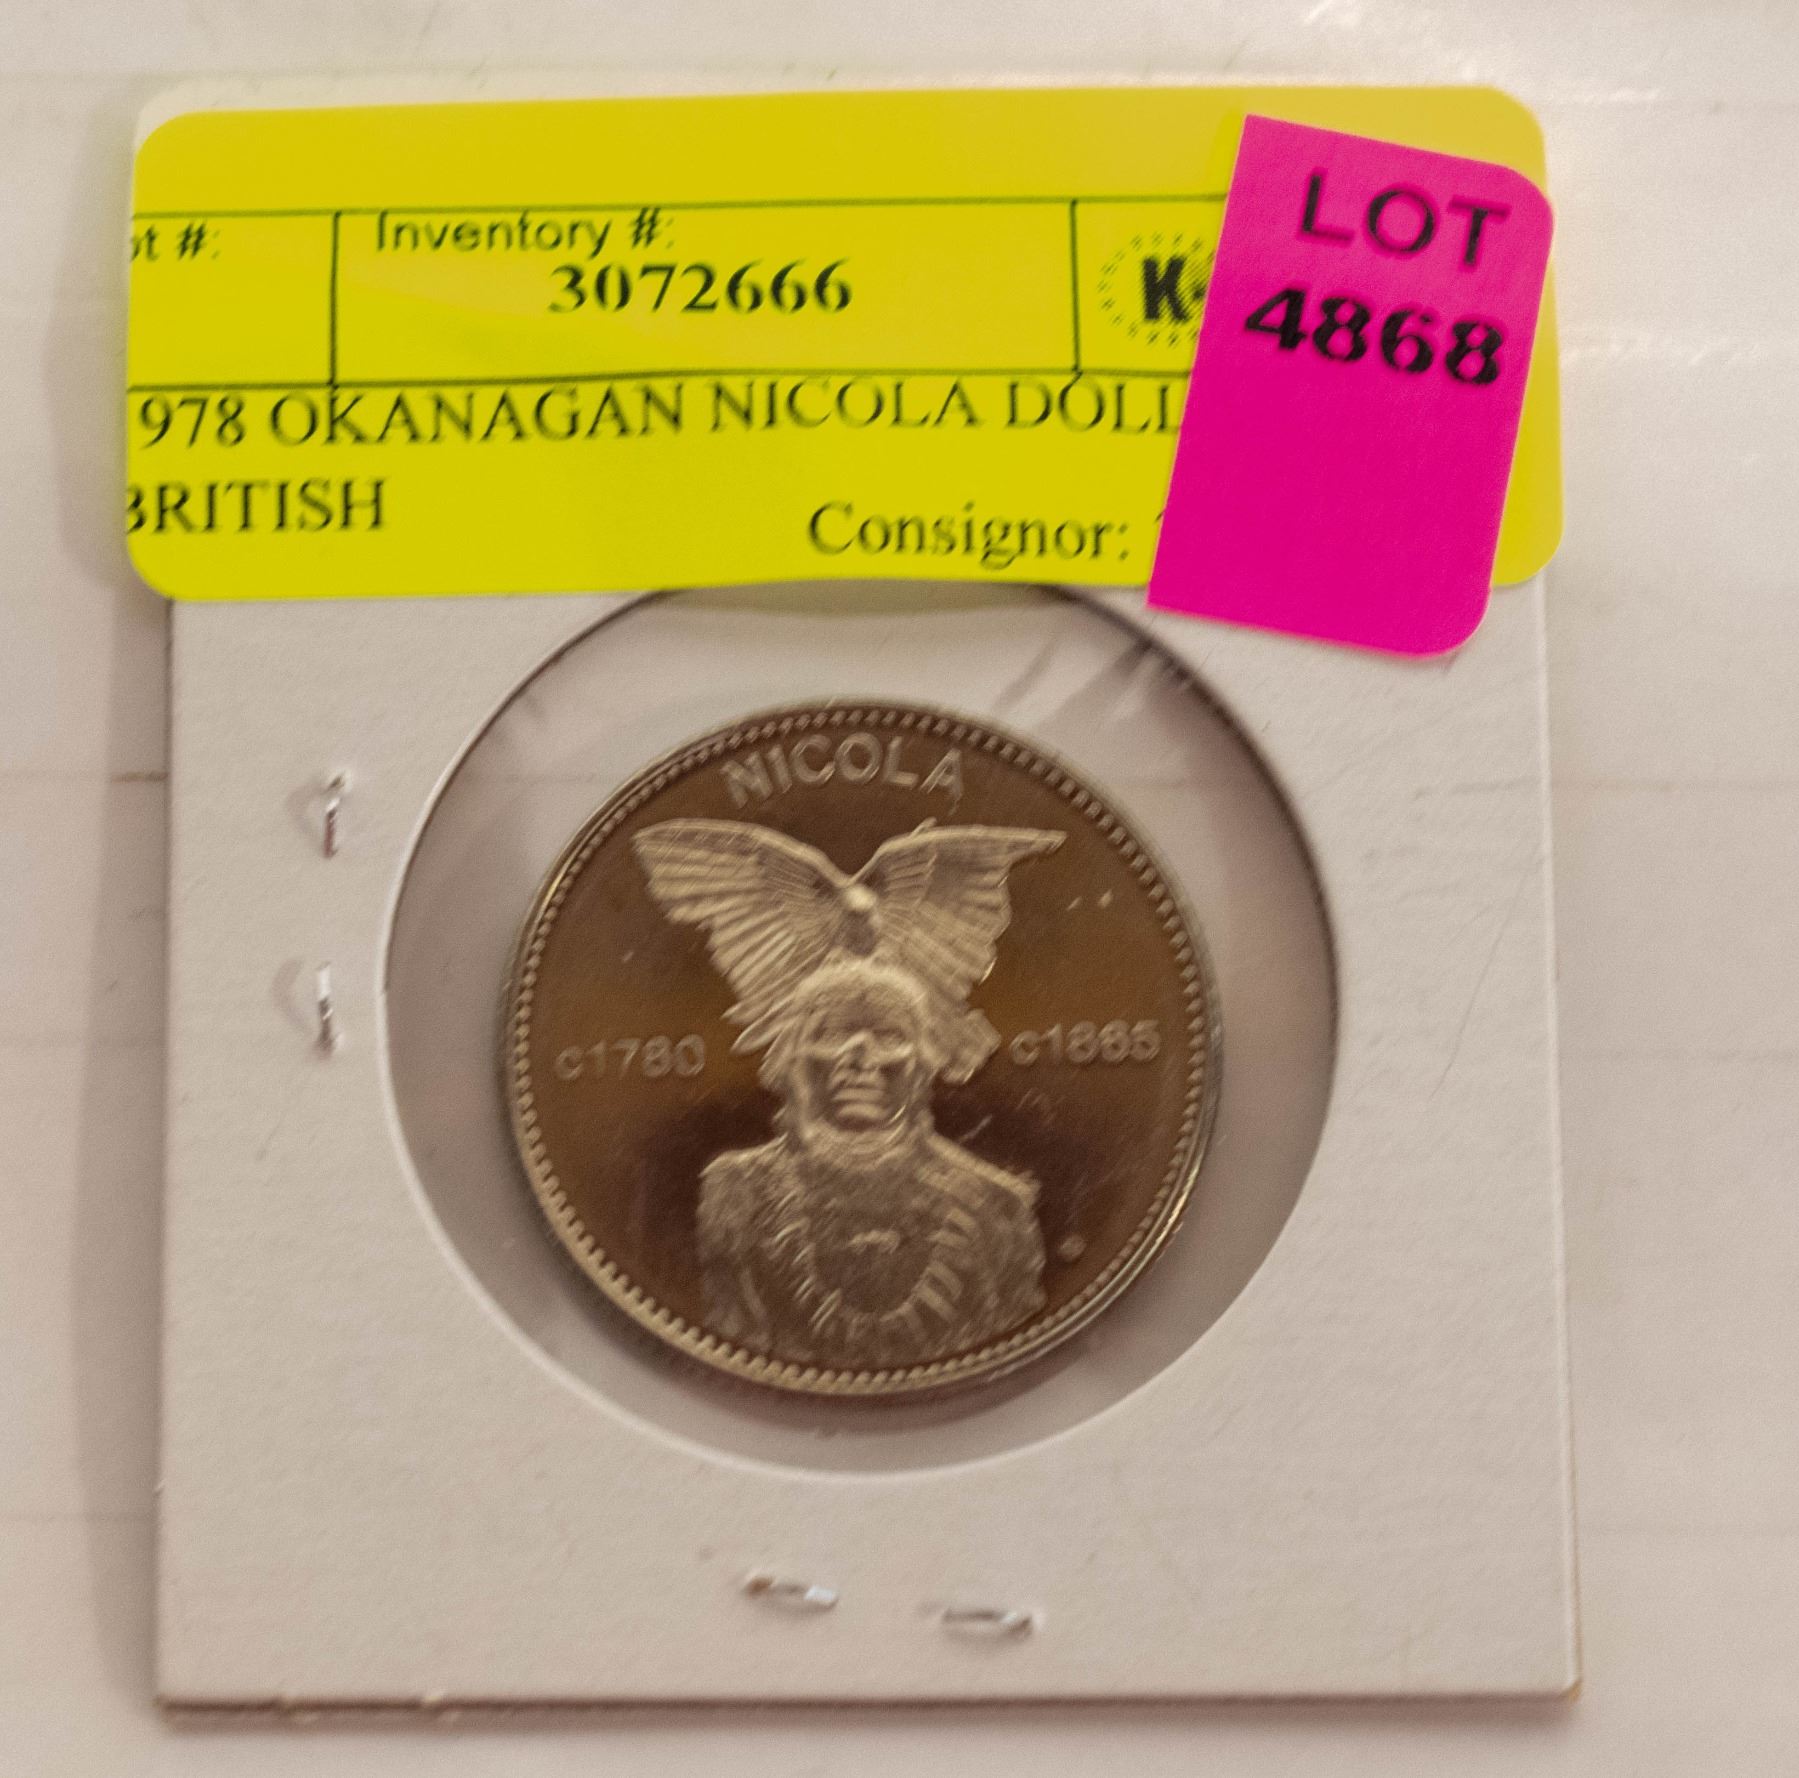 ot #:
Inventory #:
3072666
K
LOT
4868
978 OKANAGAN NICOLA DOLL
BRITISH
Consignor:
NICOLA
c1780
c1865